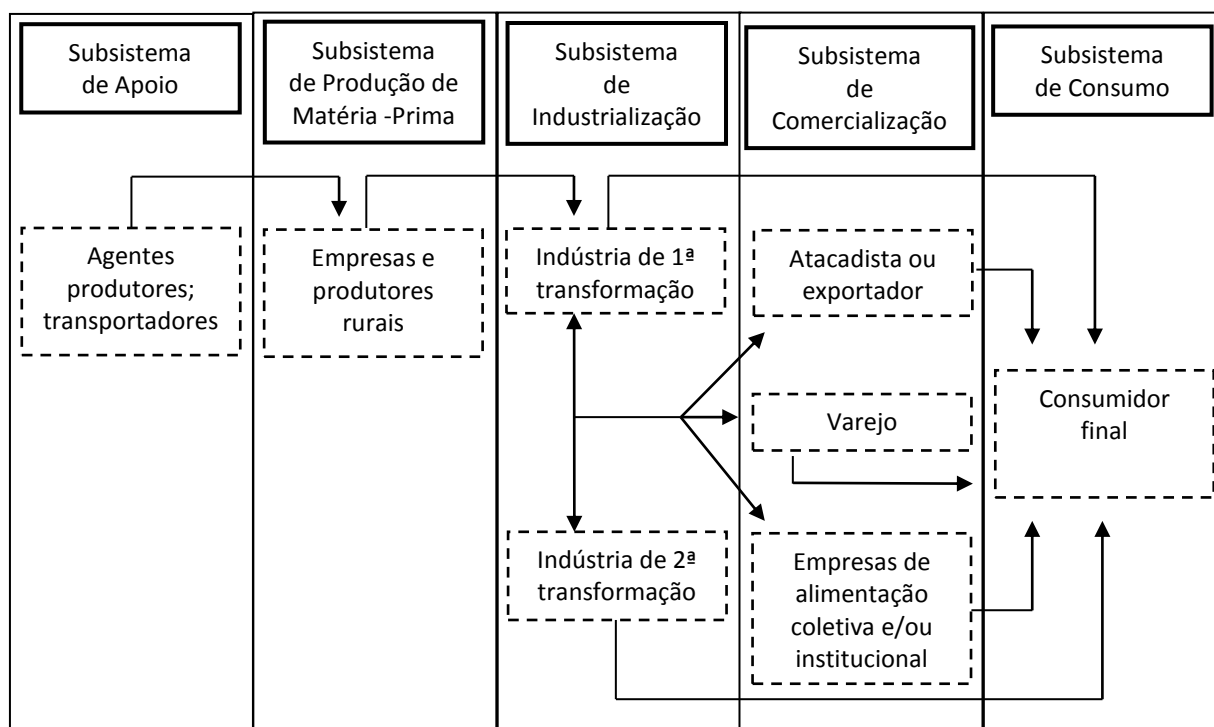 Subsistema
de Apoio
Subsistema
de Produção de
Matéria -Prima
Subsistema
de
Industrialização
Subsistema
de
Comercialização
Subsistema
de Consumo
Agentes
produtores;
transportadores
Empresas e
produtores
rurais
Indústria de 1ª
transformação
Atacadista ou
exportador
Varejo
Consumidor
final
Indústria de 2ª
transformação
Empresas de
alimentação
coletiva e/ou
institucional